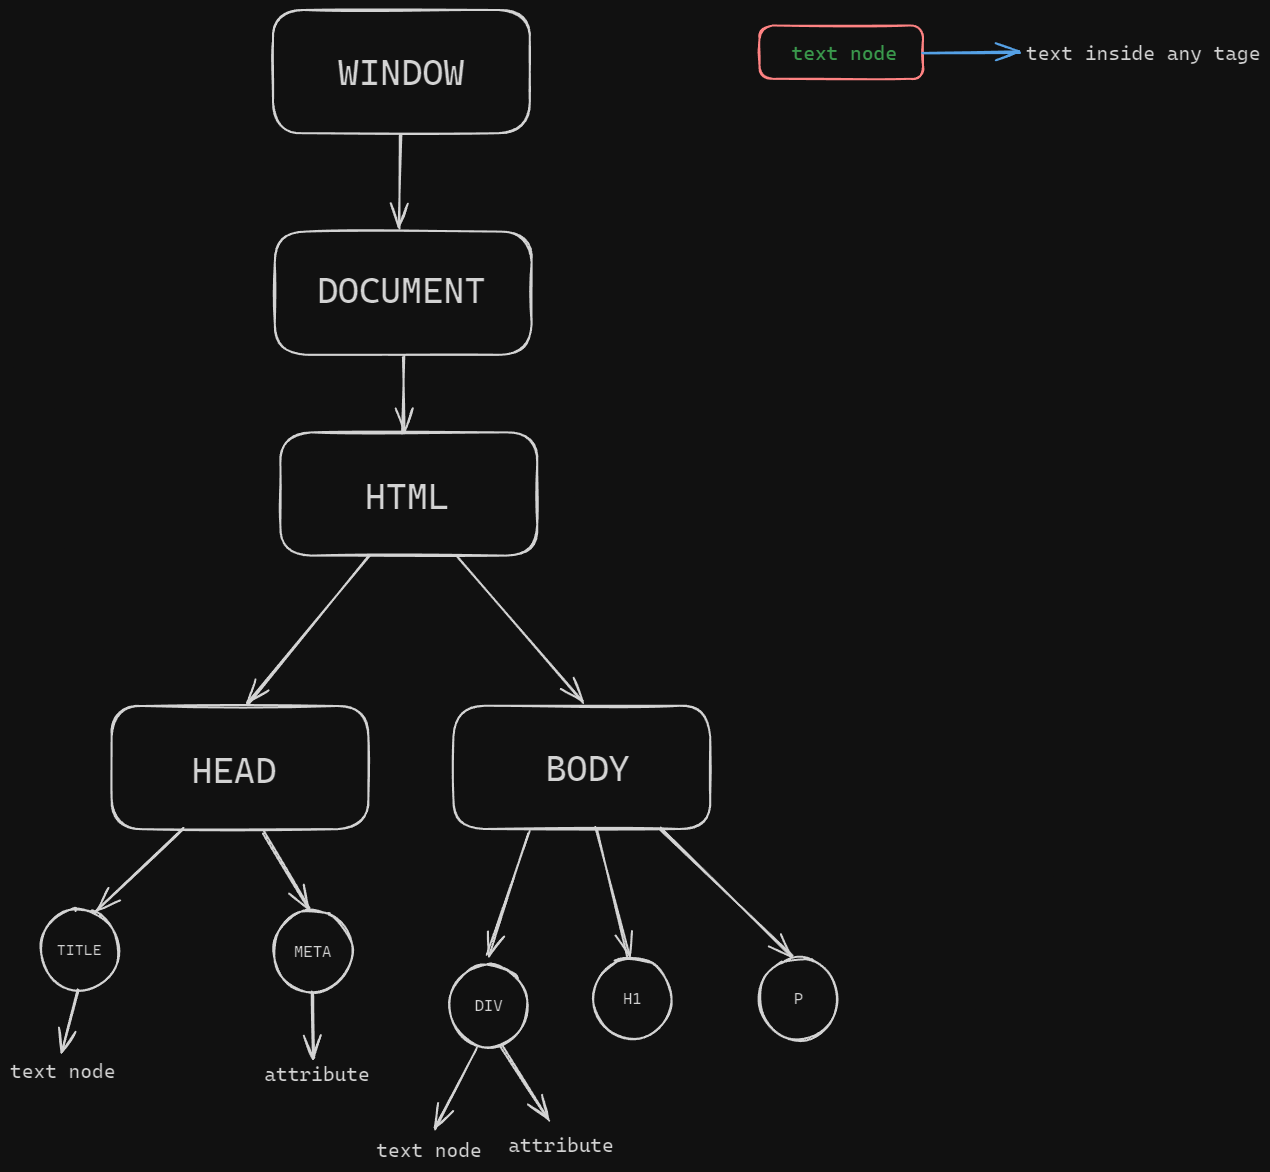 WINDOW
text node
text inside any tage
DOCUMENT
HTML
HEAD
BODY
TITLE
META
DIV
H1
P
text node
attribute
text node
attribute